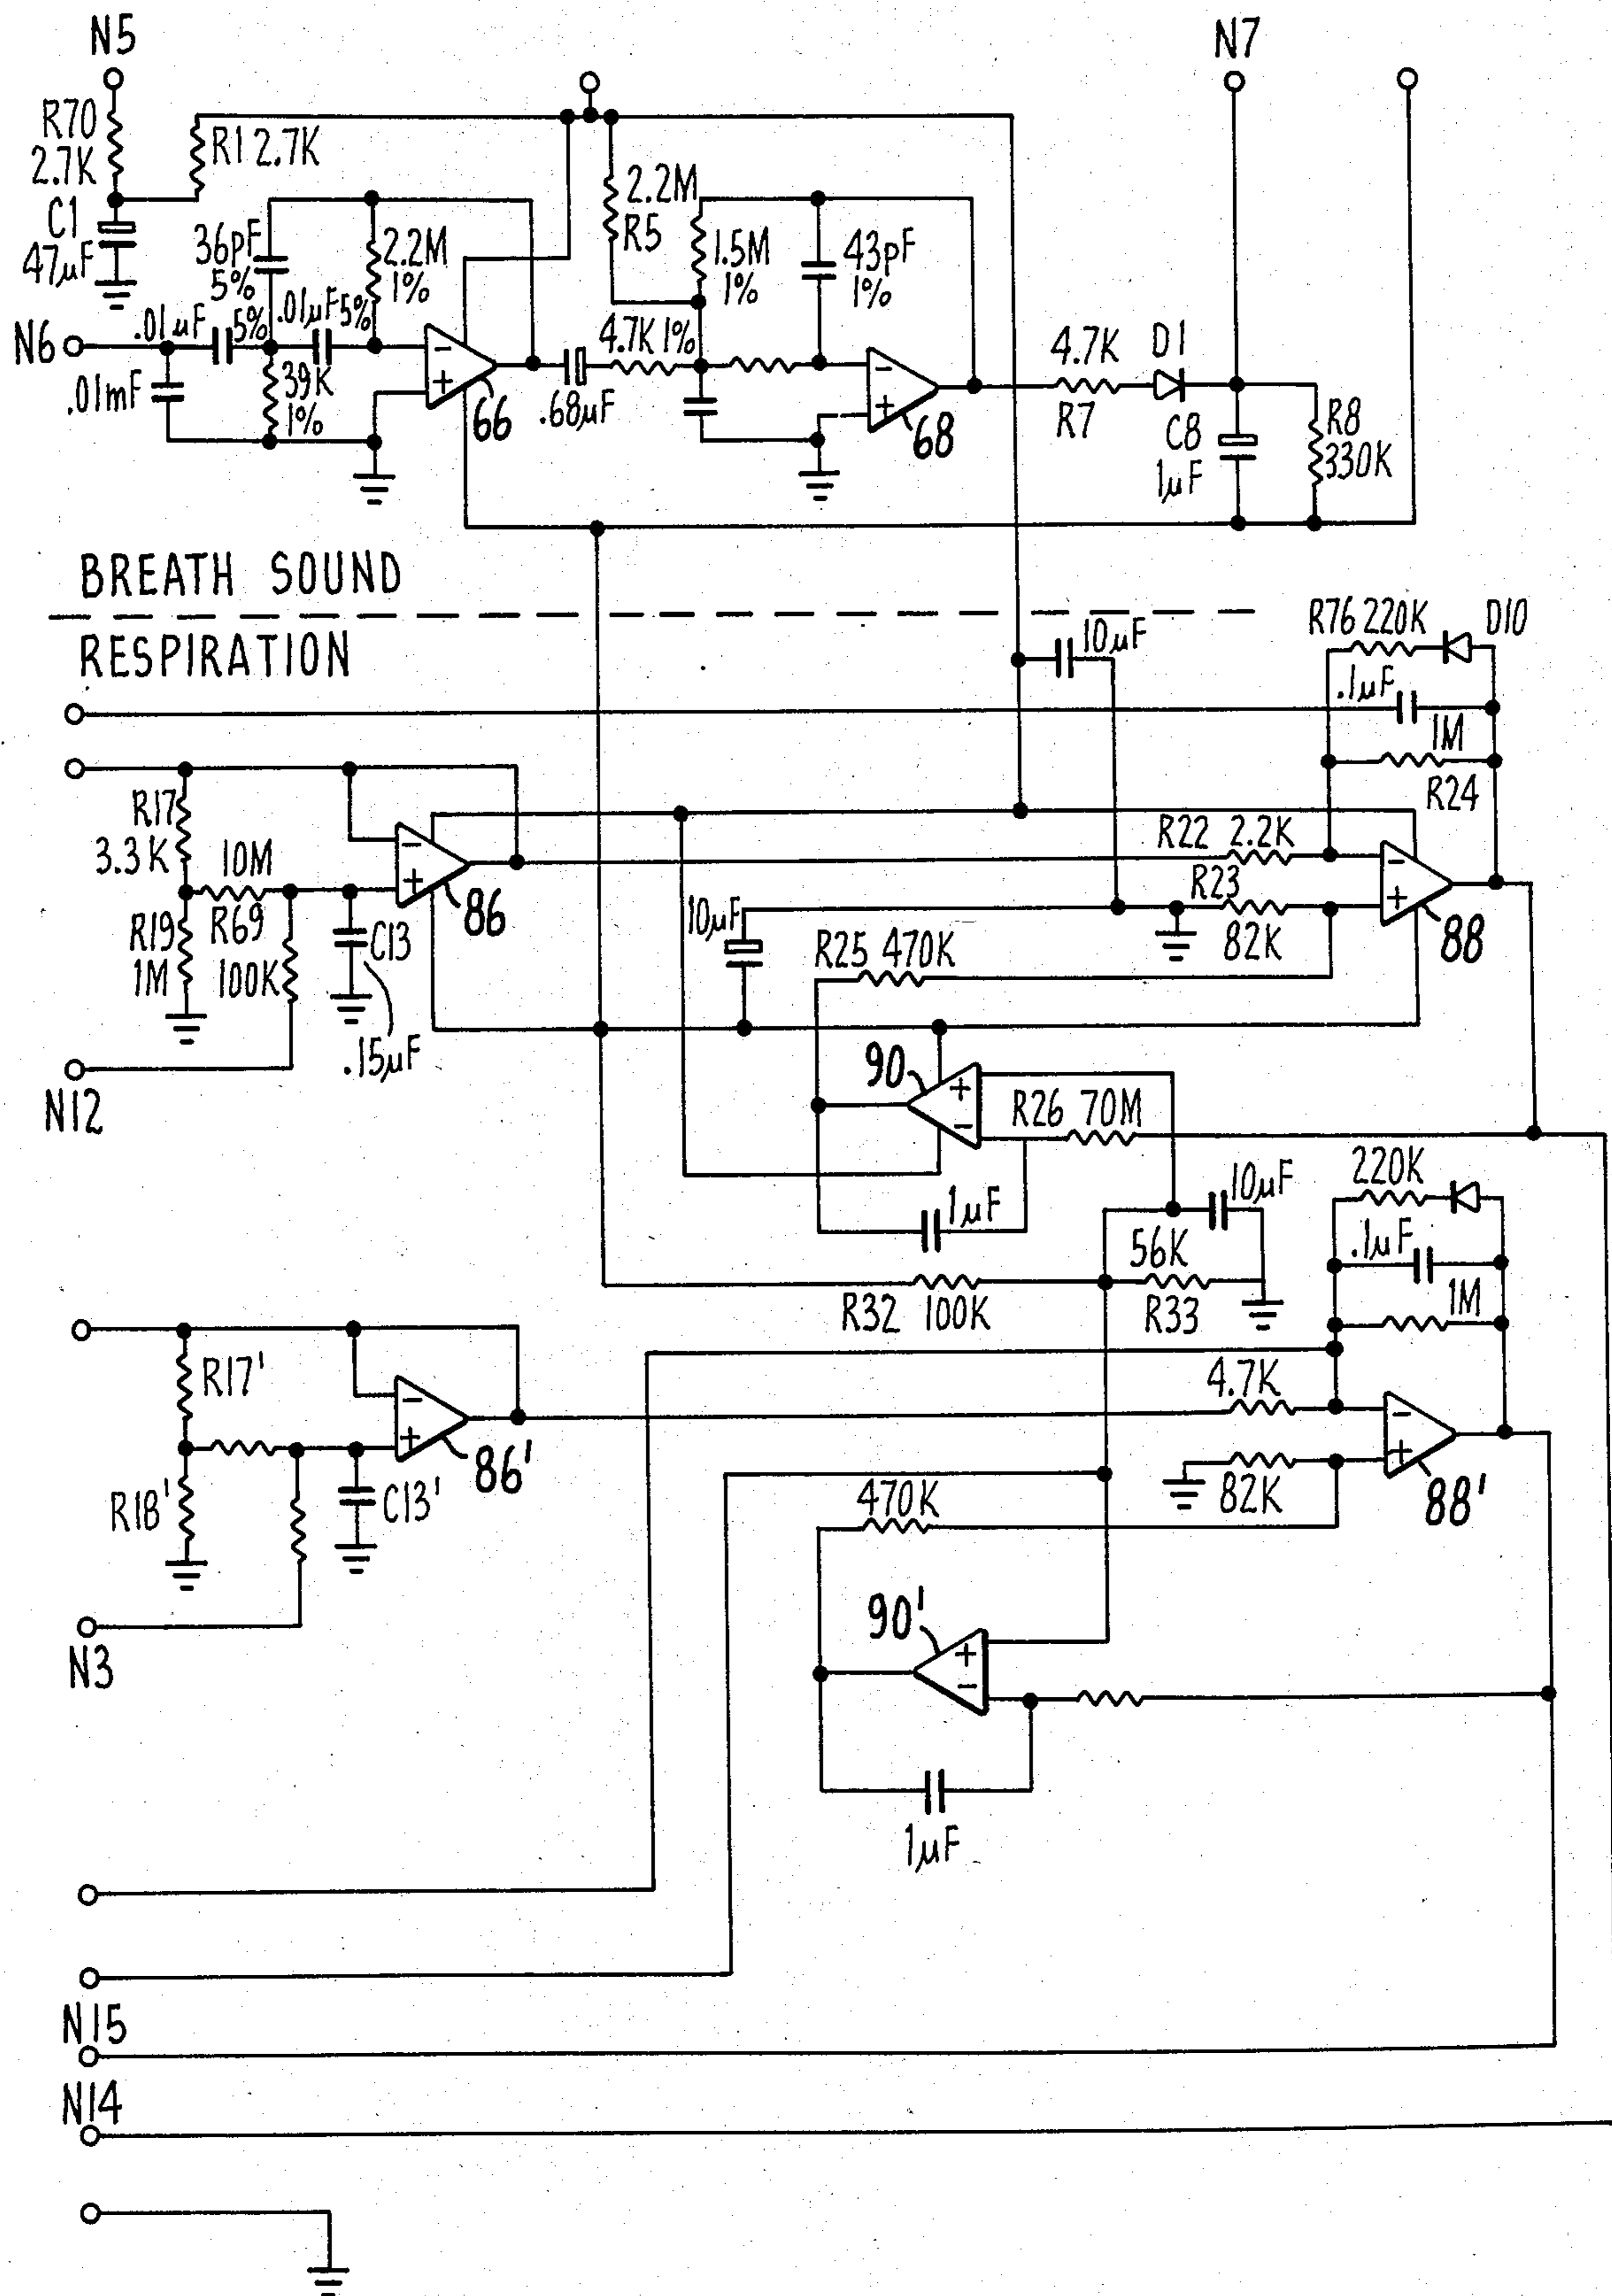 N5
N7
R70
2.7K
R1 2.7K
C1
47µF
36pF
5%
2.2M
1%
2.2M
R5
1.5M
1%
43pF
1%
N6
.01µF
5%
.01µF 5%
.01mF
39K
1%
−
+
66
.68µF
4.7K 1%
−
+
68
4.7K
R7
D1
C8
1µF
R8
330K
BREATH SOUND
RESPIRATION
10µF
R76 220K
D10
.1µF
1M
R24
R17
3.3K
10M
R69
R19
1M
100K
C13
.15µF
−
+
86
N12
R22 2.2K
R23
82K
−
+
88
10µF
R25 470K
90
+
−
R26 70M
1µF
10µF
56K
R33
R32 100K
220K
.1µF
1M
R17'
R18'
C13'
−
+
86'
N3
4.7K
82K
−
+
88'
470K
90'
+
−
1µF
N15
N14